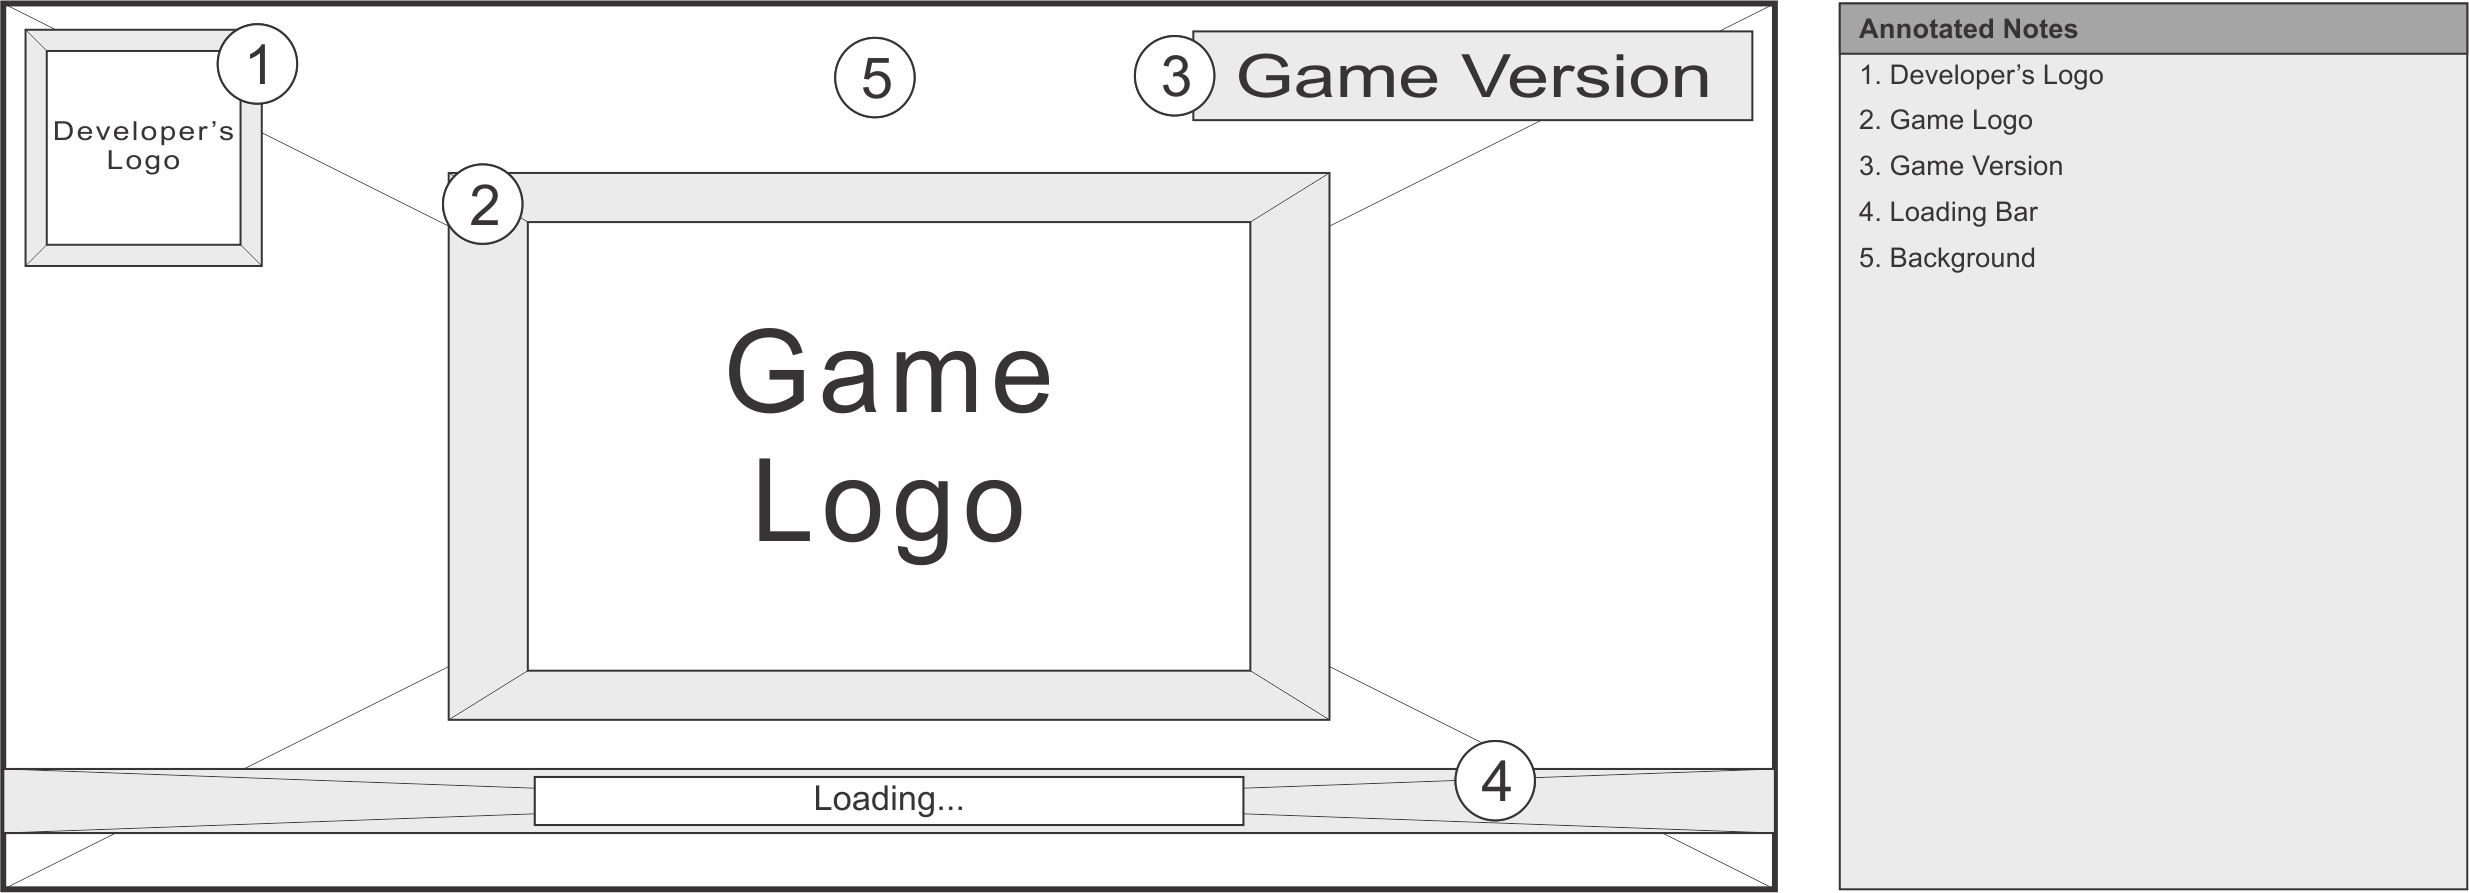 1
Developer’s
Logo
5
3
Game Version
2
Game
Logo
4
Loading...
Annotated Notes
1. Developer’s Logo
2. Game Logo
3. Game Version
4. Loading Bar
5. Background